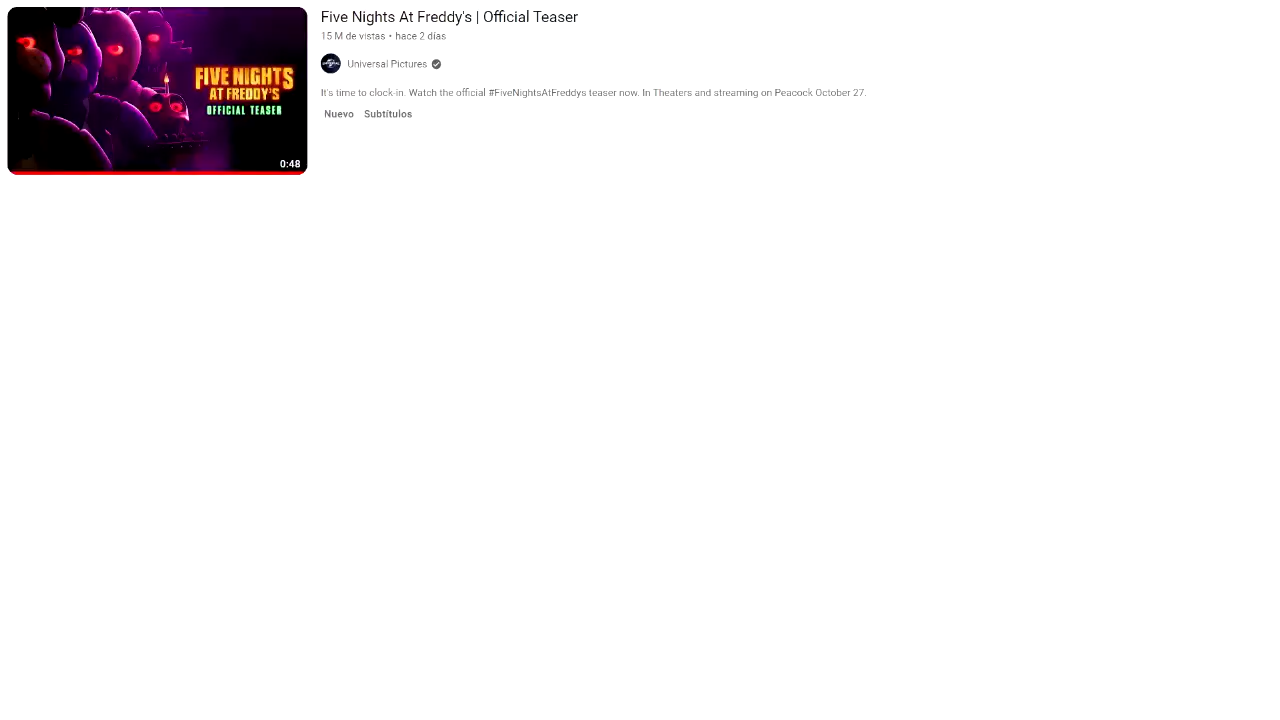 FIVE NIGHTS
AT FREDDY'S
OFFICIAL TEASER
0:48
Five Nights At Freddy's | Official Teaser
15 M de vistas • hace 2 días
UNIVERSAL
Universal Pictures
It's time to clock-in. Watch the official #FiveNightsAtFreddys teaser now. In Theaters and streaming on Peacock October 27.
Nuevo Subtítulos